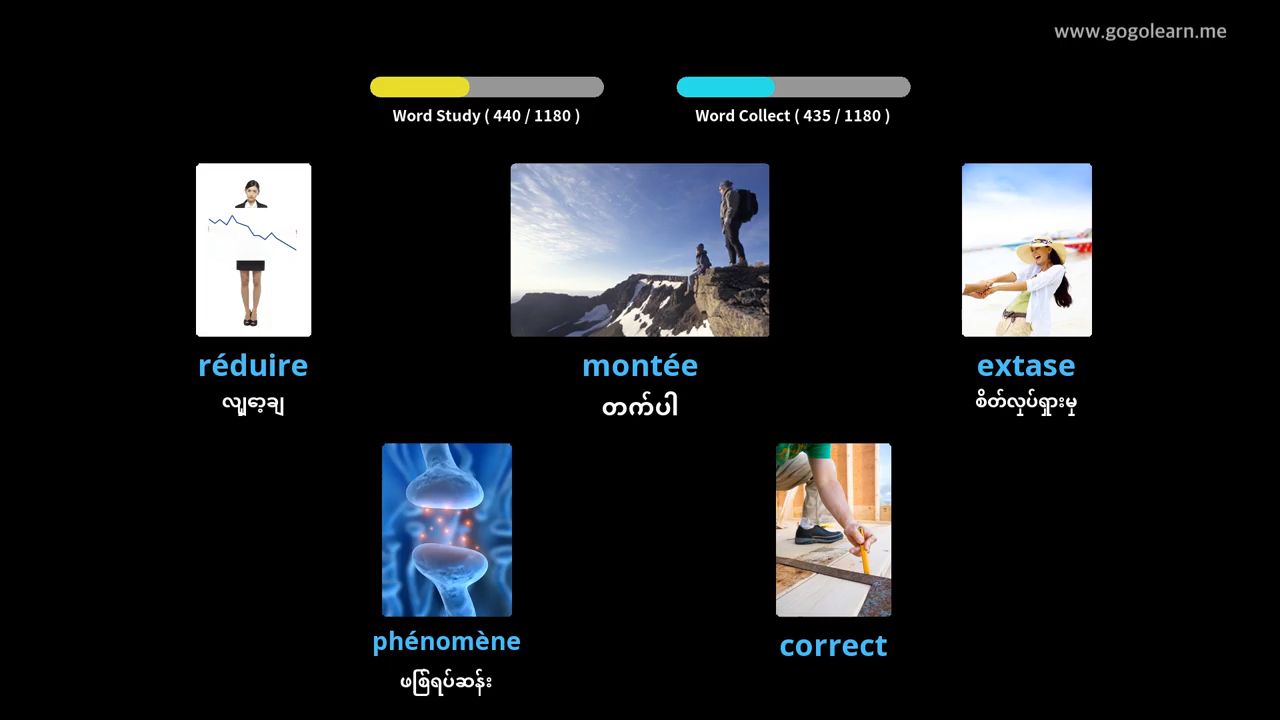 www.gogolearn.me
Word Study ( 440 / 1180 )
Word Collect ( 435 / 1180 )
réduire
လျှော့ချ
montée
တက်ပါ
extase
စိတ်လှုပ်ရှားမှု
phénomène
ဖြစ်ရပ်ဆန်း
correct